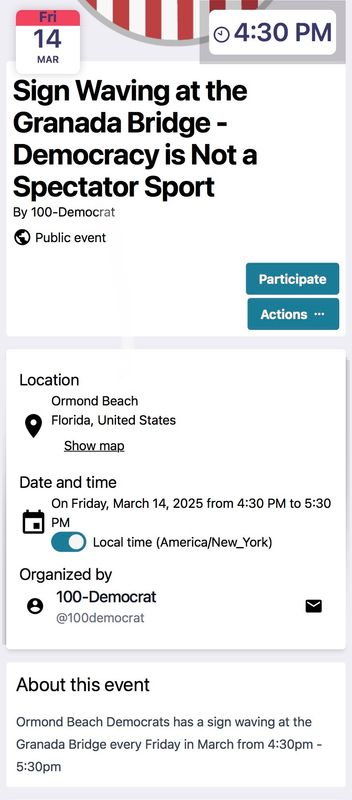 Fri
14
MAR
4:30 PM
Sign Waving at the
Granada Bridge -
Democracy is Not a
Spectator Sport
By 100-Democrat
Public event
Participate
Actions ···
Location
Ormond Beach
Florida, United States
Show map
Date and time
On Friday, March 14, 2025 from 4:30 PM to 5:30
PM
Local time (America/New_York)
Organized by
100-Democrat
@100democrat
About this event
Ormond Beach Democrats has a sign waving at the
Granada Bridge every Friday in March from 4:30pm -
5:30pm